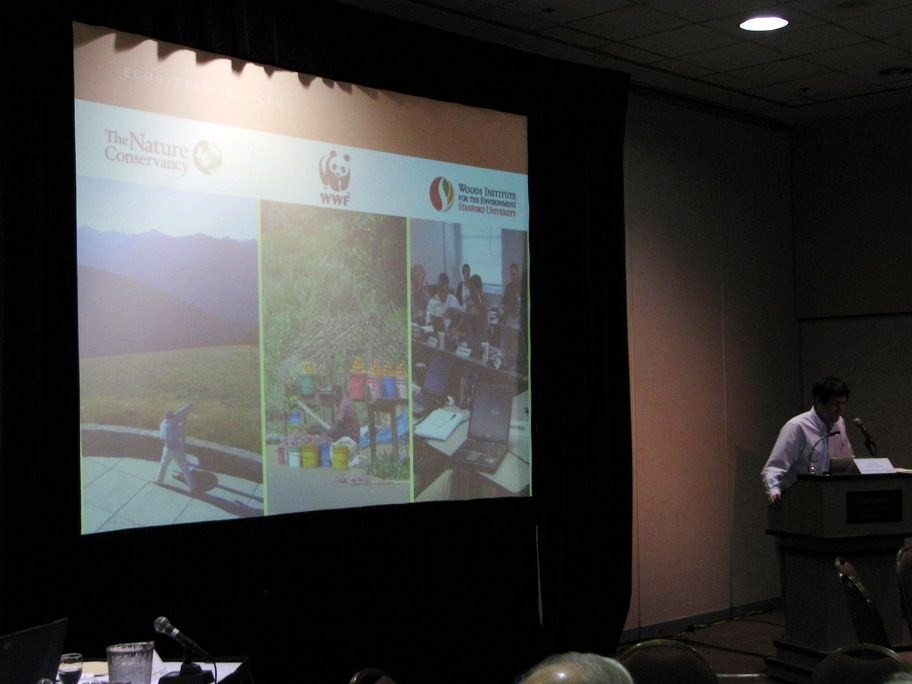 The Nature
Conservancy
WWF
WOODS INSTITUTE
FOR THE ENVIRONMENT
STANFORD UNIVERSITY